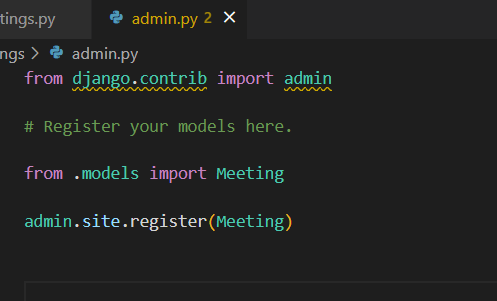 tings.py
admin.py 2
ngs > admin.py
from django.contrib import admin
# Register your models here.
from .models import Meeting
admin.site.register(Meeting)